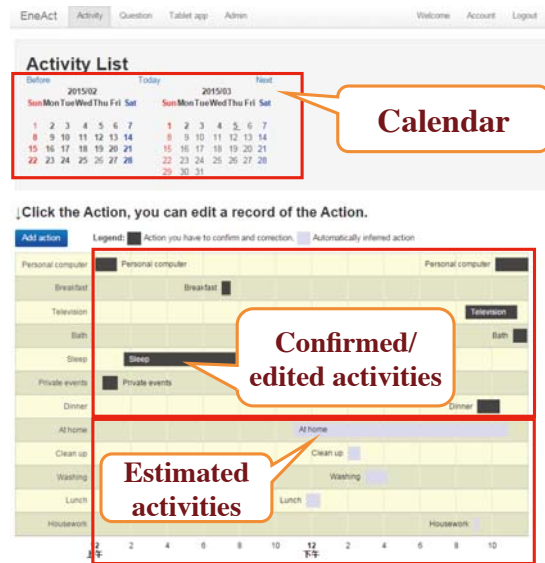 EneAct Activity Question Tablet app Admin Welcome Account Logout
Activity List
Before Today Next
2015/02 2015/03
Sun Mon Tue Wed Thu Fri Sat Sun Mon Tue Wed Thu Fri Sat
1 2 3 4 5 6 7 1 2 3 4 5 6 7
8 9 10 11 12 13 14 8 9 10 11 12 13 14
15 16 17 18 19 20 21 15 16 17 18 19 20 21
22 23 24 25 26 27 28 22 23 24 25 26 27 28
29 30 31
Calendar
↓Click the Action, you can edit a record of the Action.
Add action Legend: Action you have to confirm and correction. Automatically inferred action
Personal computer Personal computer Personal computer
Breakfast Breakfast
Television Television
Bath Bath
Sleep Sleep
Confirmed/
edited activities
Private events Private events
Dinner Dinner
At home At home
Clean up Clean up
Washing Washing
Estimated
activities
Lunch Lunch
Housework Housework
12 2 4 6 8 10 12 2 4 6 8 10
上午 下午